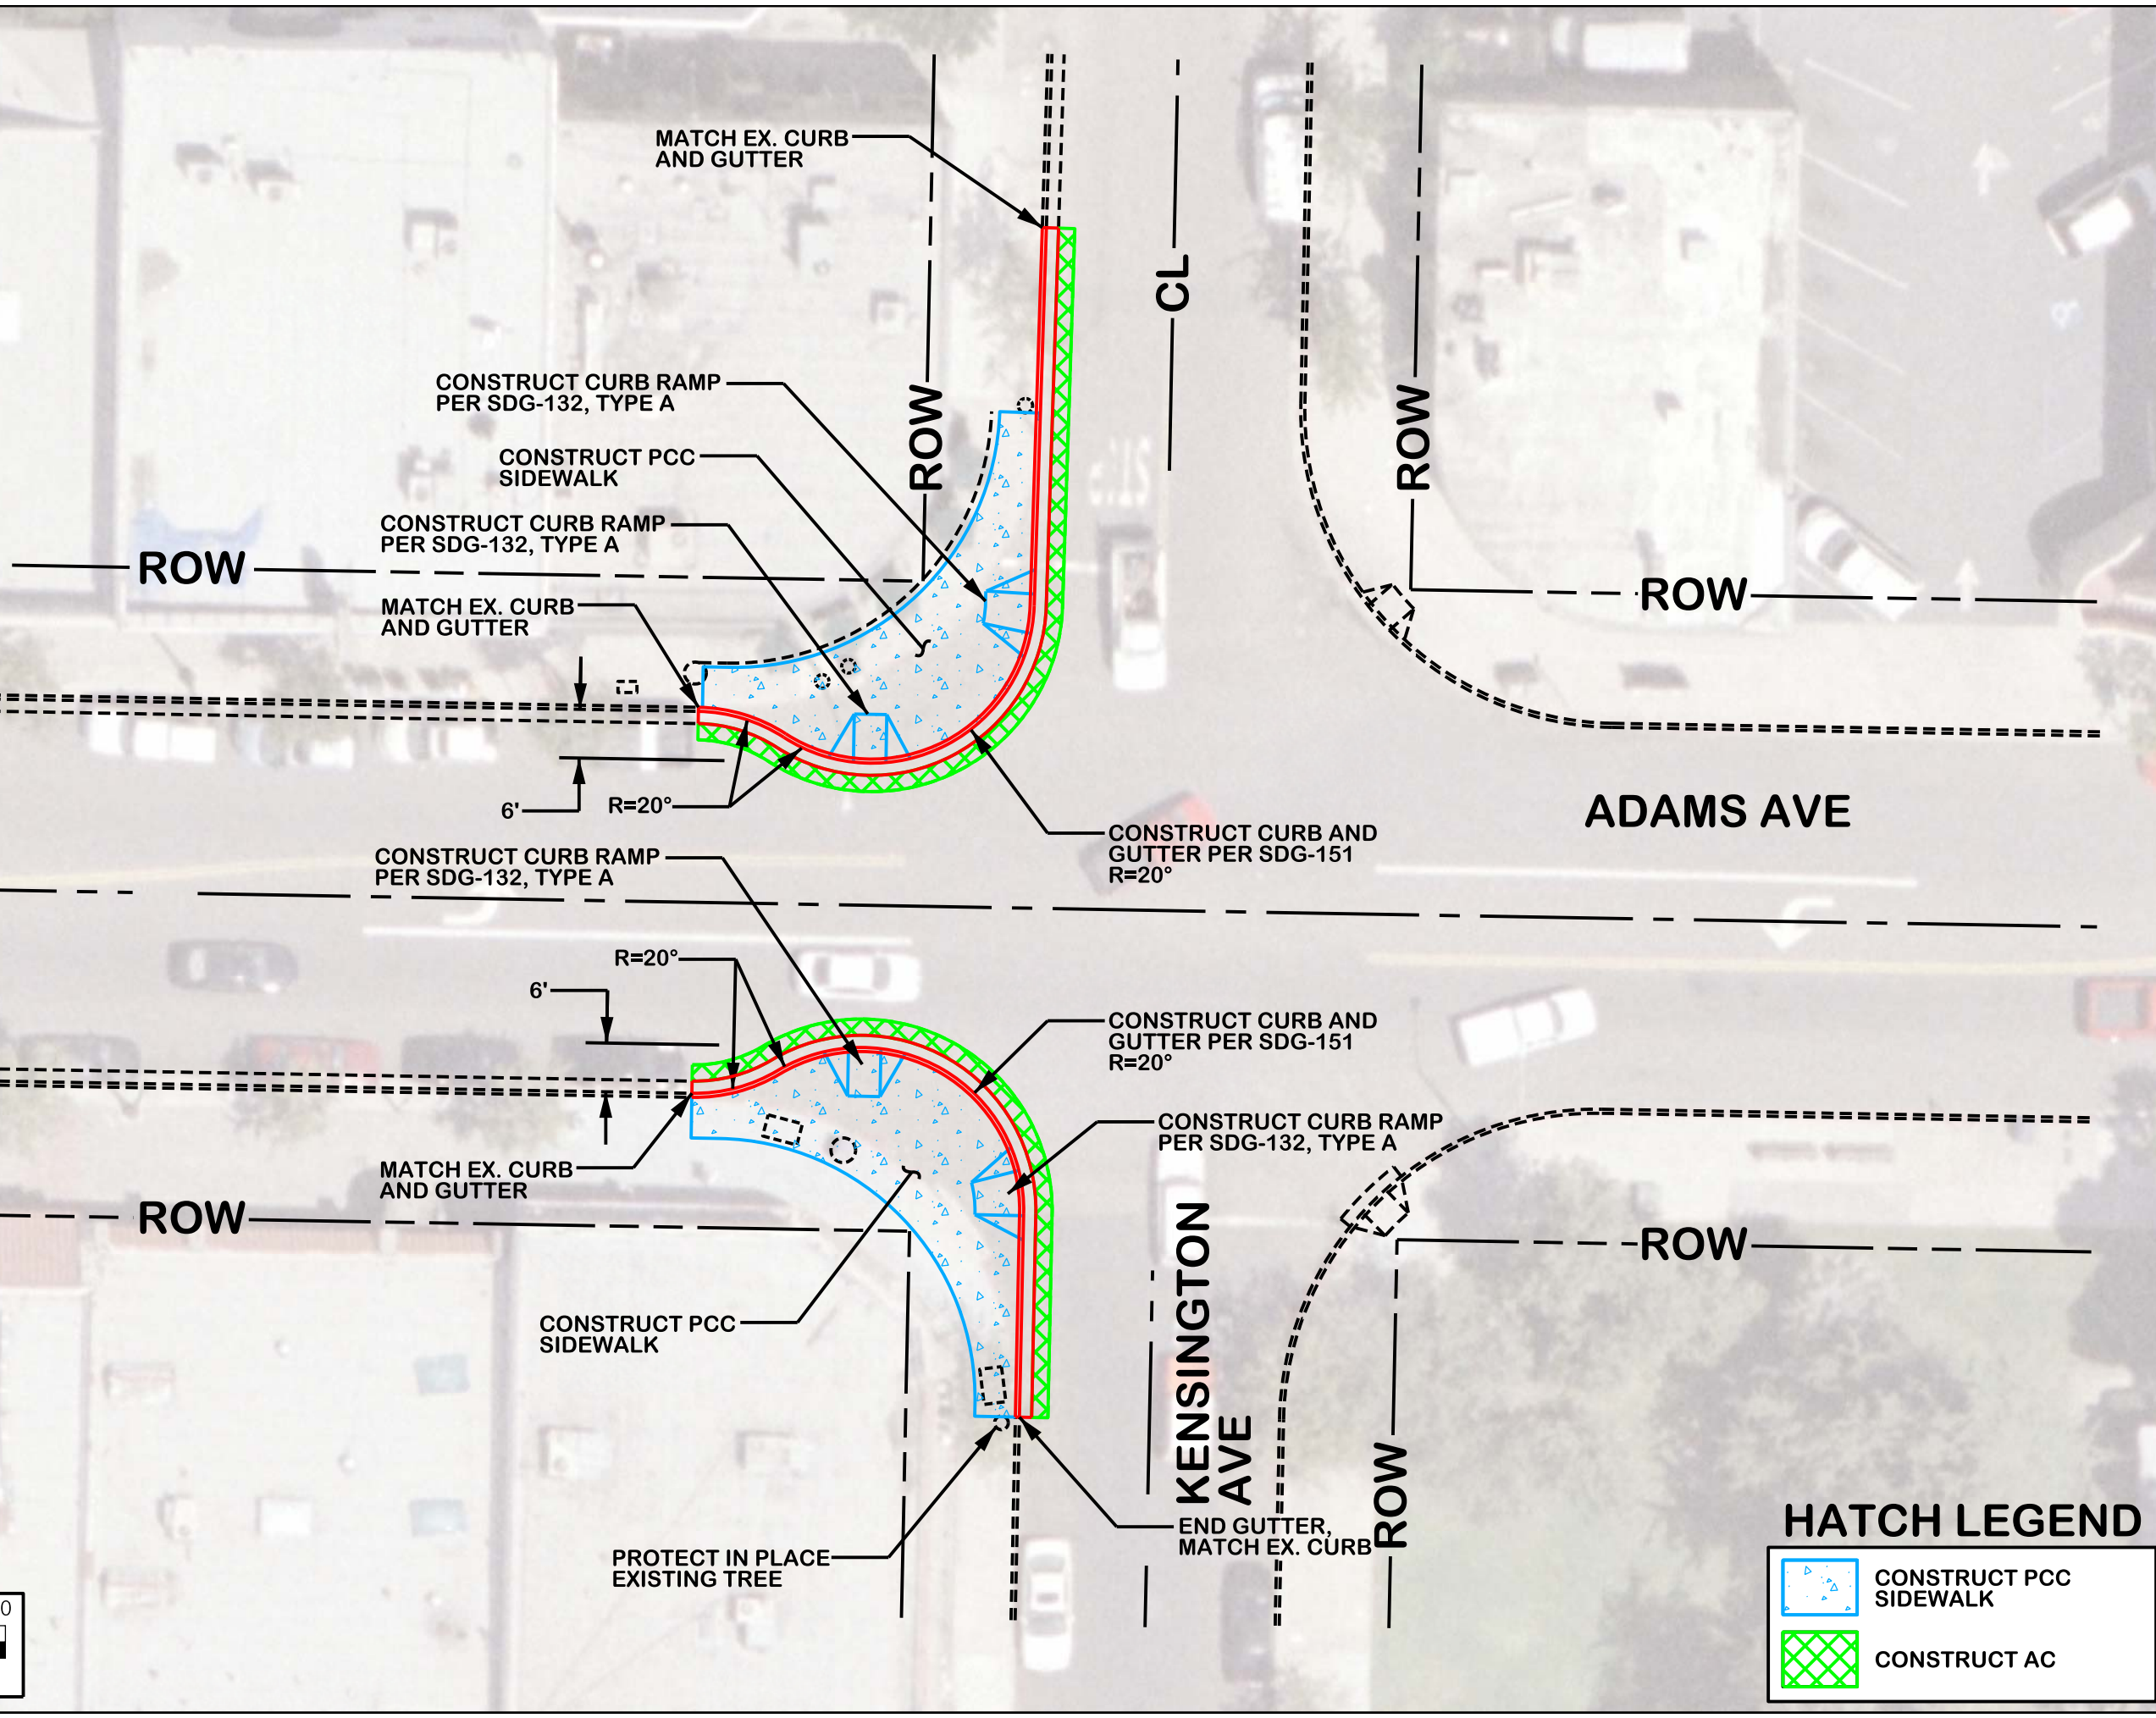 MATCH EX. CURB
AND GUTTER
CL
CONSTRUCT CURB RAMP
PER SDG-132, TYPE A
ROW
ROW
CONSTRUCT PCC
SIDEWALK
CONSTRUCT CURB RAMP
PER SDG-132, TYPE A
ROW
ROW
MATCH EX. CURB
AND GUTTER
STOP
6'
R=20°
ADAMS AVE
CONSTRUCT CURB AND
GUTTER PER SDG-151
R=20°
CONSTRUCT CURB RAMP
PER SDG-132, TYPE A
R=20°
6'
CONSTRUCT CURB AND
GUTTER PER SDG-151
R=20°
CONSTRUCT CURB RAMP
PER SDG-132, TYPE A
MATCH EX. CURB
AND GUTTER
ROW
ROW
KENSINGTON
AVE
CONSTRUCT PCC
SIDEWALK
ROW
END GUTTER,
MATCH EX. CURB
PROTECT IN PLACE
EXISTING TREE
HATCH LEGEND
CONSTRUCT PCC
SIDEWALK
CONSTRUCT AC
0